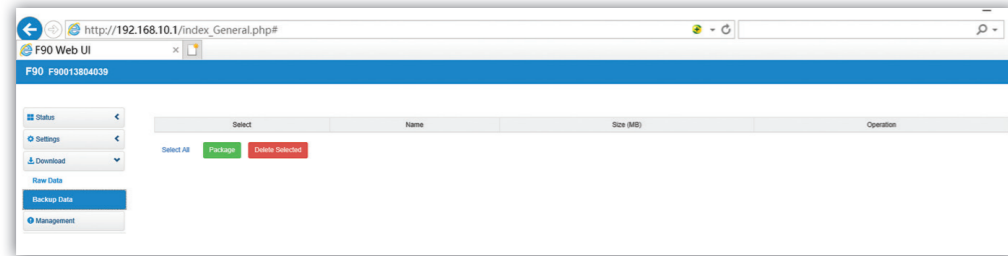 http://192.168.10.1/index_General.php#
F90 Web UI
F90 F90013804039
Status
Settings
Download
Raw Data
Backup Data
Management
Select Name Size (MB) Operation
Select All Package Delete Selected